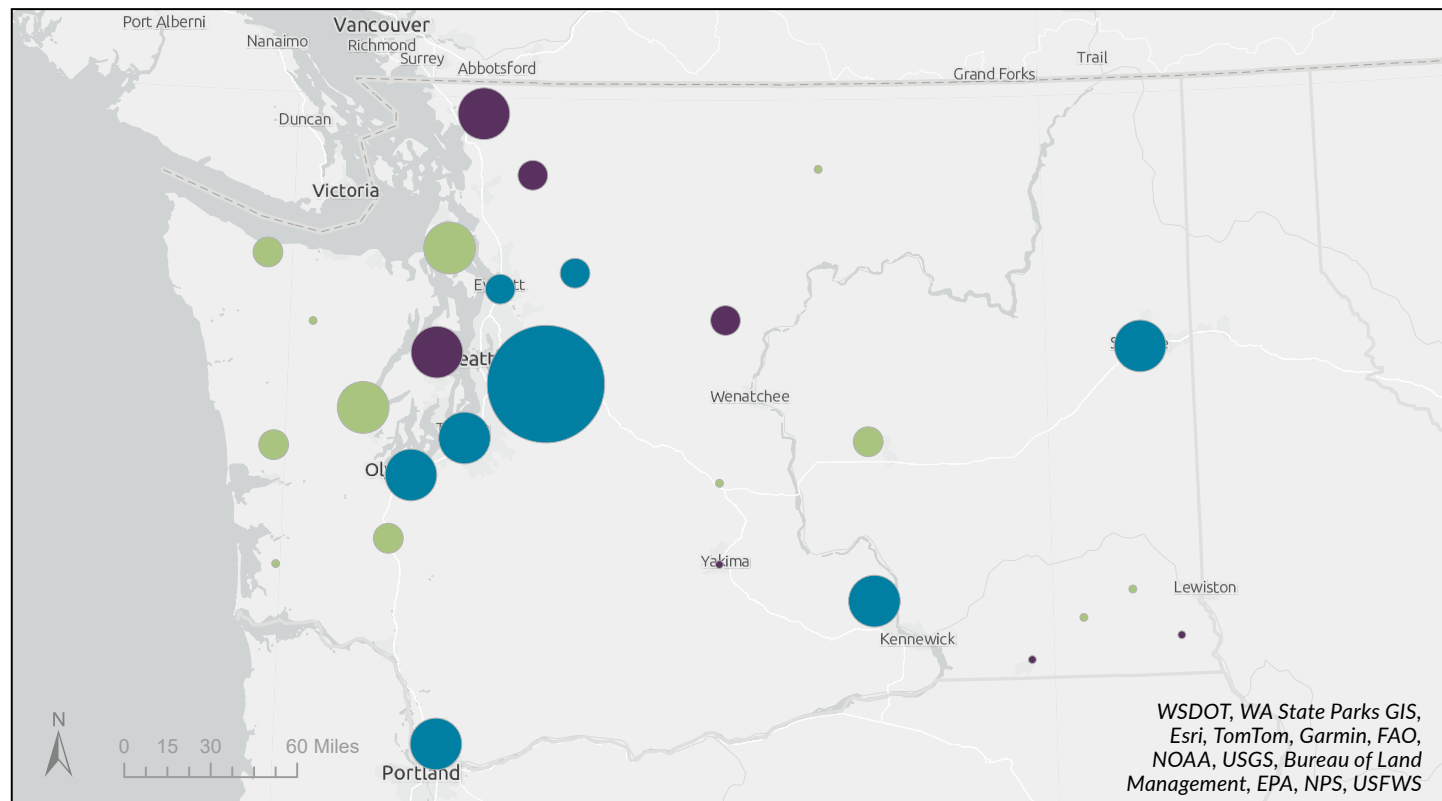 Port Alberni
Vancouver
Nanaimo
Richmond
Surrey
Abbotsford
Trail
Grand Forks
Duncan
Victoria
Wenatchee
Yakima
Lewiston
Kennewick
N
0 15 30 60 Miles
Portland
WSDOT, WA State Parks GIS,
Esri, TomTom, Garmin, FAO,
NOAA, USGS, Bureau of Land
Management, EPA, NPS, USFWS